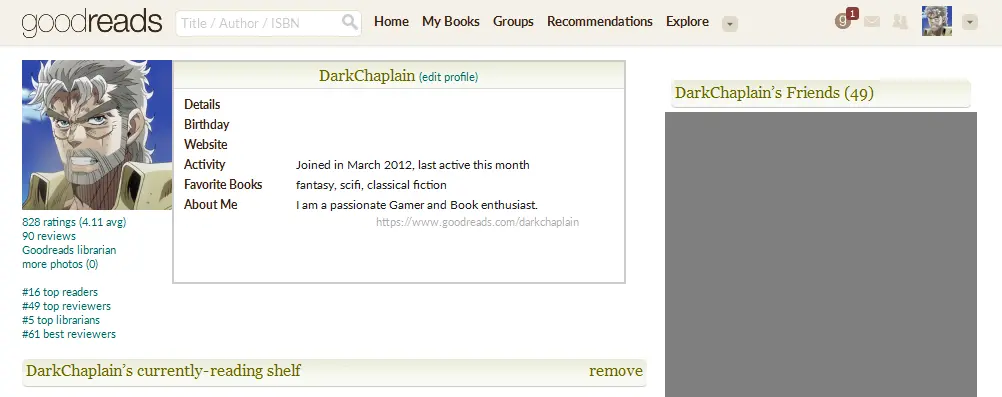 goodreads Title / Author / ISBN Home My Books Groups Recommendations Explore 9 1
DarkChaplain (edit profile)
Details
Birthday
Website
Activity Joined in March 2012, last active this month
Favorite Books fantasy, scifi, classical fiction
About Me I am a passionate Gamer and Book enthusiast.
https://www.goodreads.com/darkchaplain
828 ratings (4.11 avg)
90 reviews
Goodreads librarian
more photos (0)
#16 top readers
#49 top reviewers
#5 top librarians
#61 best reviewers
DarkChaplain's currently-reading shelf remove
DarkChaplain's Friends (49)